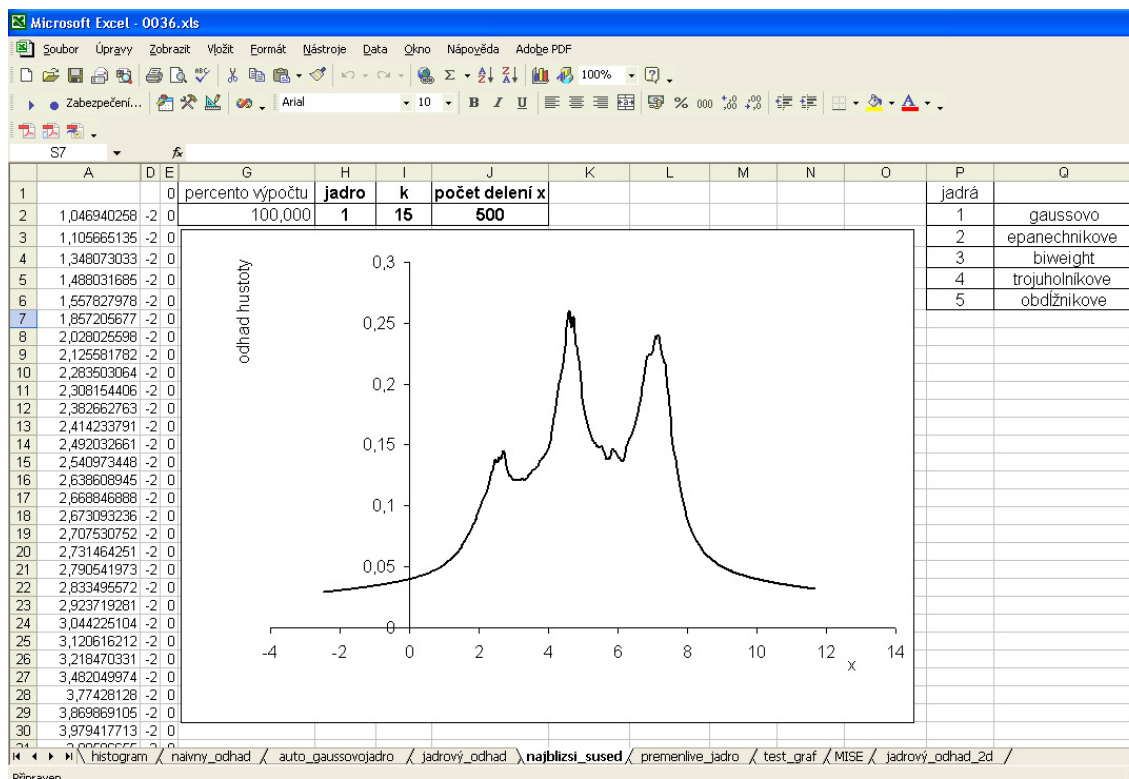 Microsoft Excel - 0036.xls
Soubor Úpravy Zobrazit Vložit Formát Nástroje Data Okno Nápověda Adobe PDF
100%
Zabezpečení... Arial 10 B I U % 000
S7 fx
A D E G H I J K L M N O P Q
1 0 percento výpočtu jadro k počet delení x jadrá
2 1,046940258 -2 0 100,000 1 15 500 1 gaussovo
3 1,105665135 -2 0 2 epanechnikove
4 1,348073033 -2 0 3 biweight
5 1,488031685 -2 0 4 trojuholníkove
6 1,557827978 -2 0 5 obdĺžnikove
7 1,857205677 -2 0
8 2,028025598 -2 0
9 2,125581782 -2 0
10 2,283503064 -2 0
11 2,308154406 -2 0
12 2,382662763 -2 0
13 2,414233791 -2 0
14 2,492032661 -2 0
15 2,540973448 -2 0
16 2,638608945 -2 0
17 2,668846888 -2 0
18 2,673093236 -2 0
19 2,707530752 -2 0
20 2,731464251 -2 0
21 2,790541973 -2 0
22 2,833495572 -2 0
23 2,923719281 -2 0
24 3,044225104 -2 0
25 3,120616212 -2 0
26 3,218470331 -2 0
27 3,482049974 -2 0
28 3,77428128 -2 0
29 3,869869105 -2 0
30 3,979417713 -2 0
odhad hustoty
0,3
0,25
0,2
0,15
0,1
0,05
0
-4 -2 0 2 4 6 8 10 12 14
x
histogram naivny_odhad auto_gaussovojadro jadrový_odhad najblizsi_sused premenlive_jadro test_graf MISE jadrový_odhad_2d
Připraven